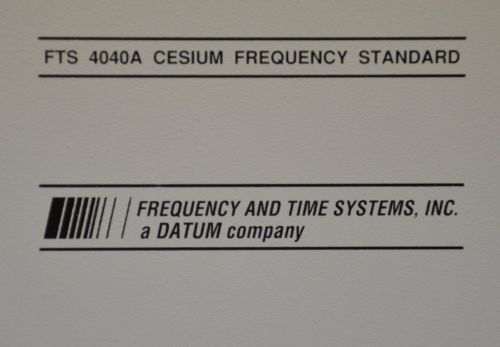 FTS 4040A CESIUM FREQUENCY STANDARD
FREQUENCY AND TIME SYSTEMS, INC.
a DATUM company